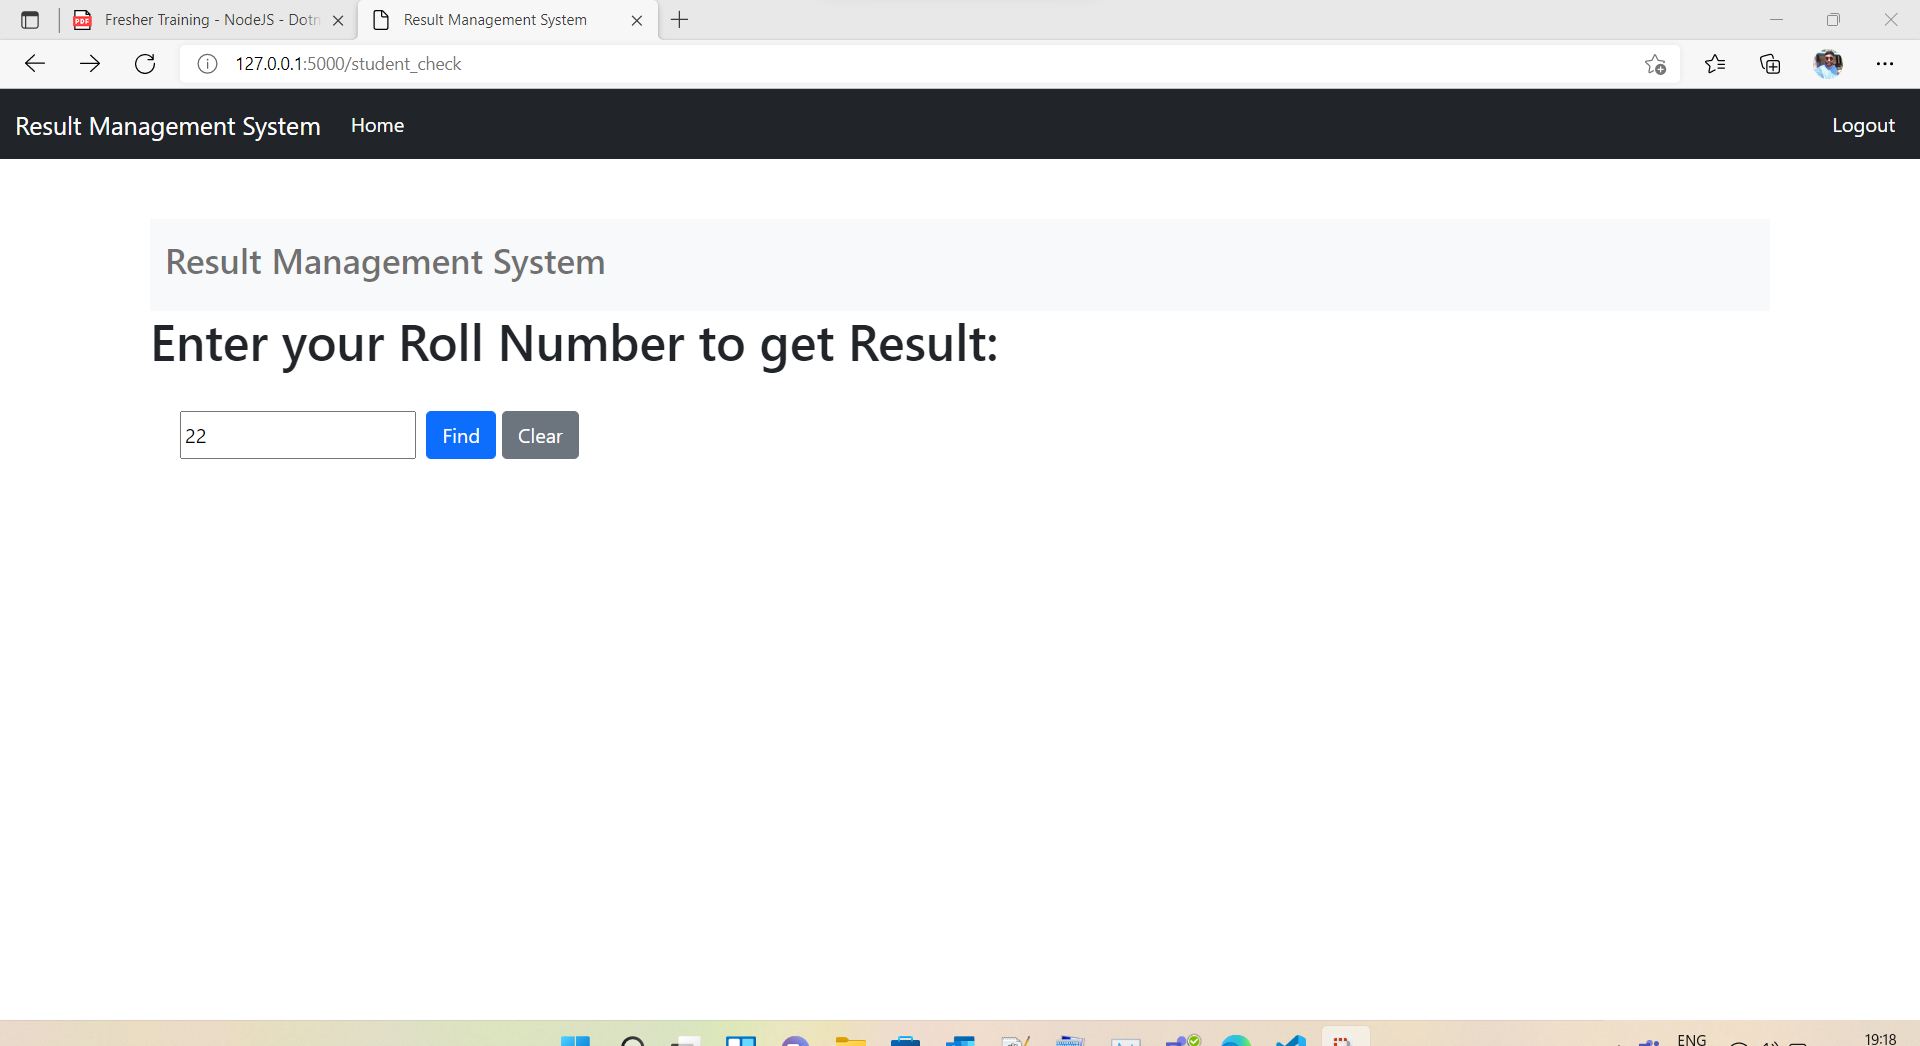 Fresher Training - NodeJS - Dotn
Result Management System
127.0.0.1:5000/student_check
Result Management System Home Logout
Result Management System
Enter your Roll Number to get Result:
22 Find Clear
ENG
19:18